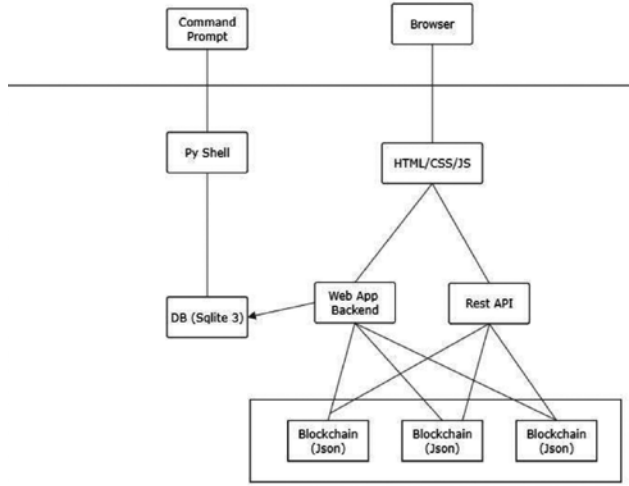 Command
Prompt
Browser
Py Shell
HTML/CSS/JS
DB (Sqlite 3)
Web App
Backend
Rest API
Blockchain
(Json)
Blockchain
(Json)
Blockchain
(Json)